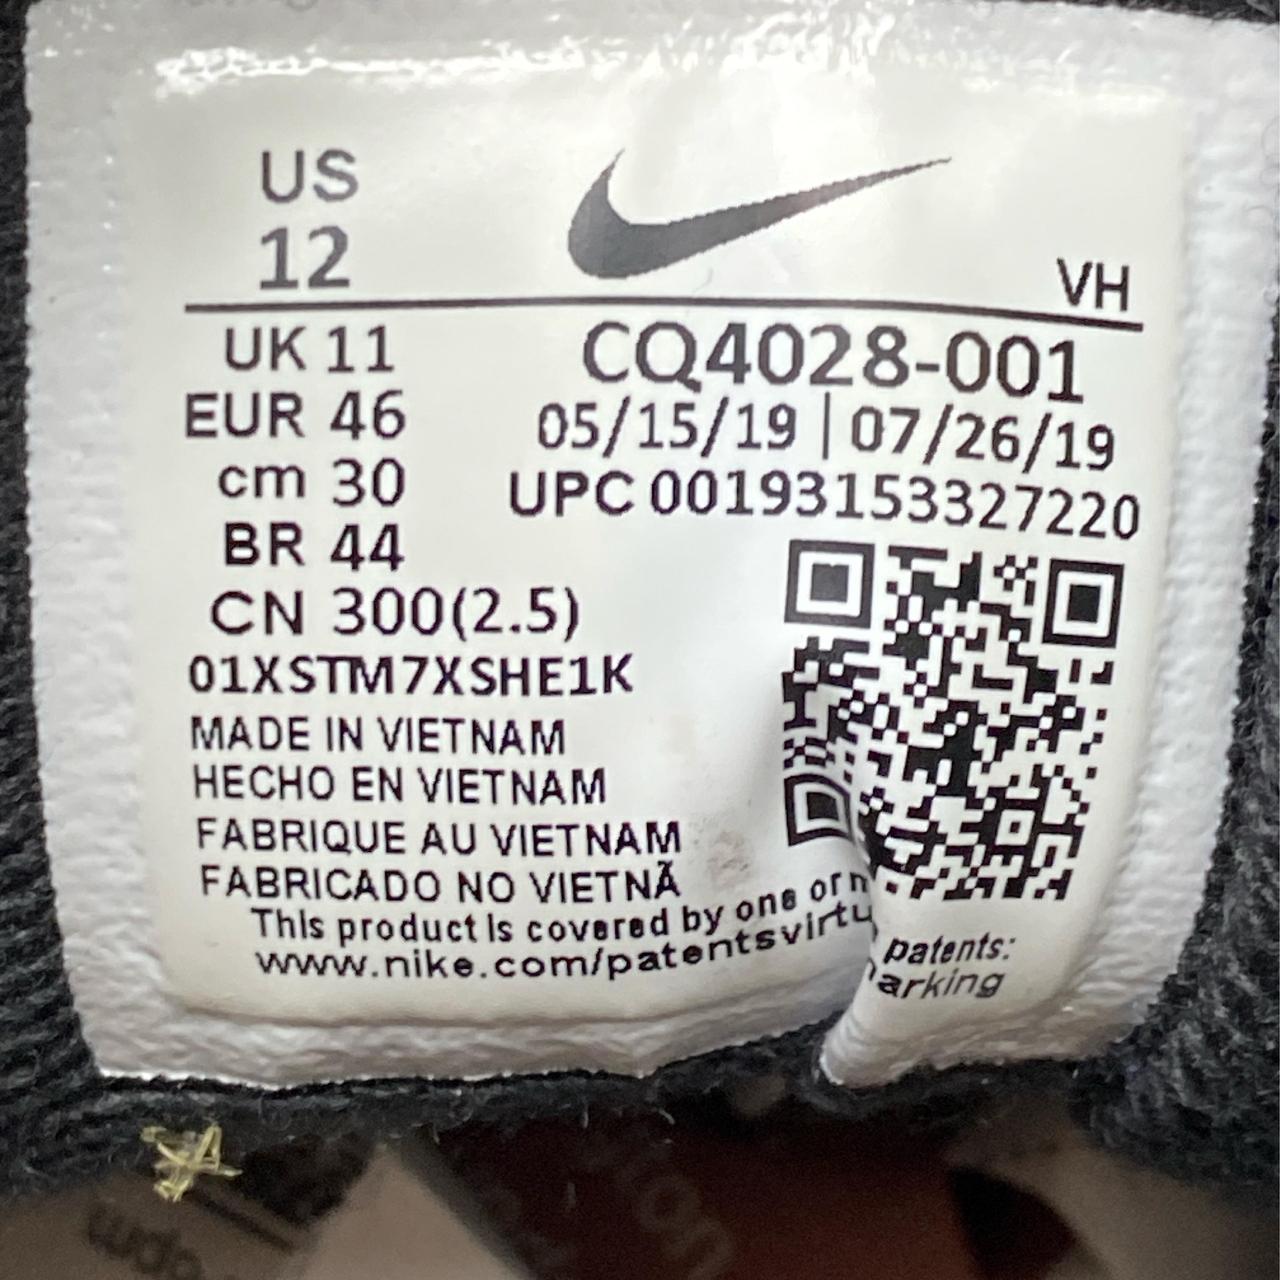 US
12
VH
UK 11
EUR 46
cm 30
BR 44
CN 300(2.5)
CQ4028-001
05/15/19 | 07/26/19
UPC 00193153327220
01XSTM7XSHE1K
MADE IN VIETNAM
HECHO EN VIETNAM
FABRIQUE AU VIETNAM
FABRICADO NO VIETNÃ
This product is covered by one or patents:
www.nike.com/patentsvirtu arking